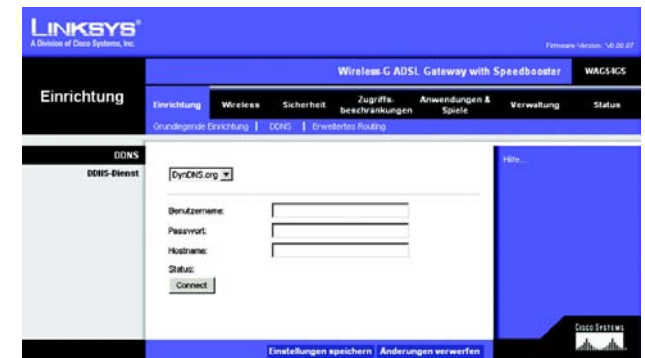 LINKSYS®
A Division of Cisco Systems, Inc.
Firmware-Version: V0.00.07
Wireless-G ADSL Gateway with Speedbooster
WAG54GS
Einrichtung
Einrichtung Wireless Sicherheit Zugriffs-beschränkungen Anwendungen & Spiele Verwaltung Status
Grundlegende Einrichtung | DDNS | Erweitertes Routing
DDNS
DDNS-Dienst
DynDNS.org
Hilfe...
Benutzername:
Passwort:
Hostname:
Status:
Connect
Einstellungen speichern Änderungen verwerfen
CISCO SYSTEMS